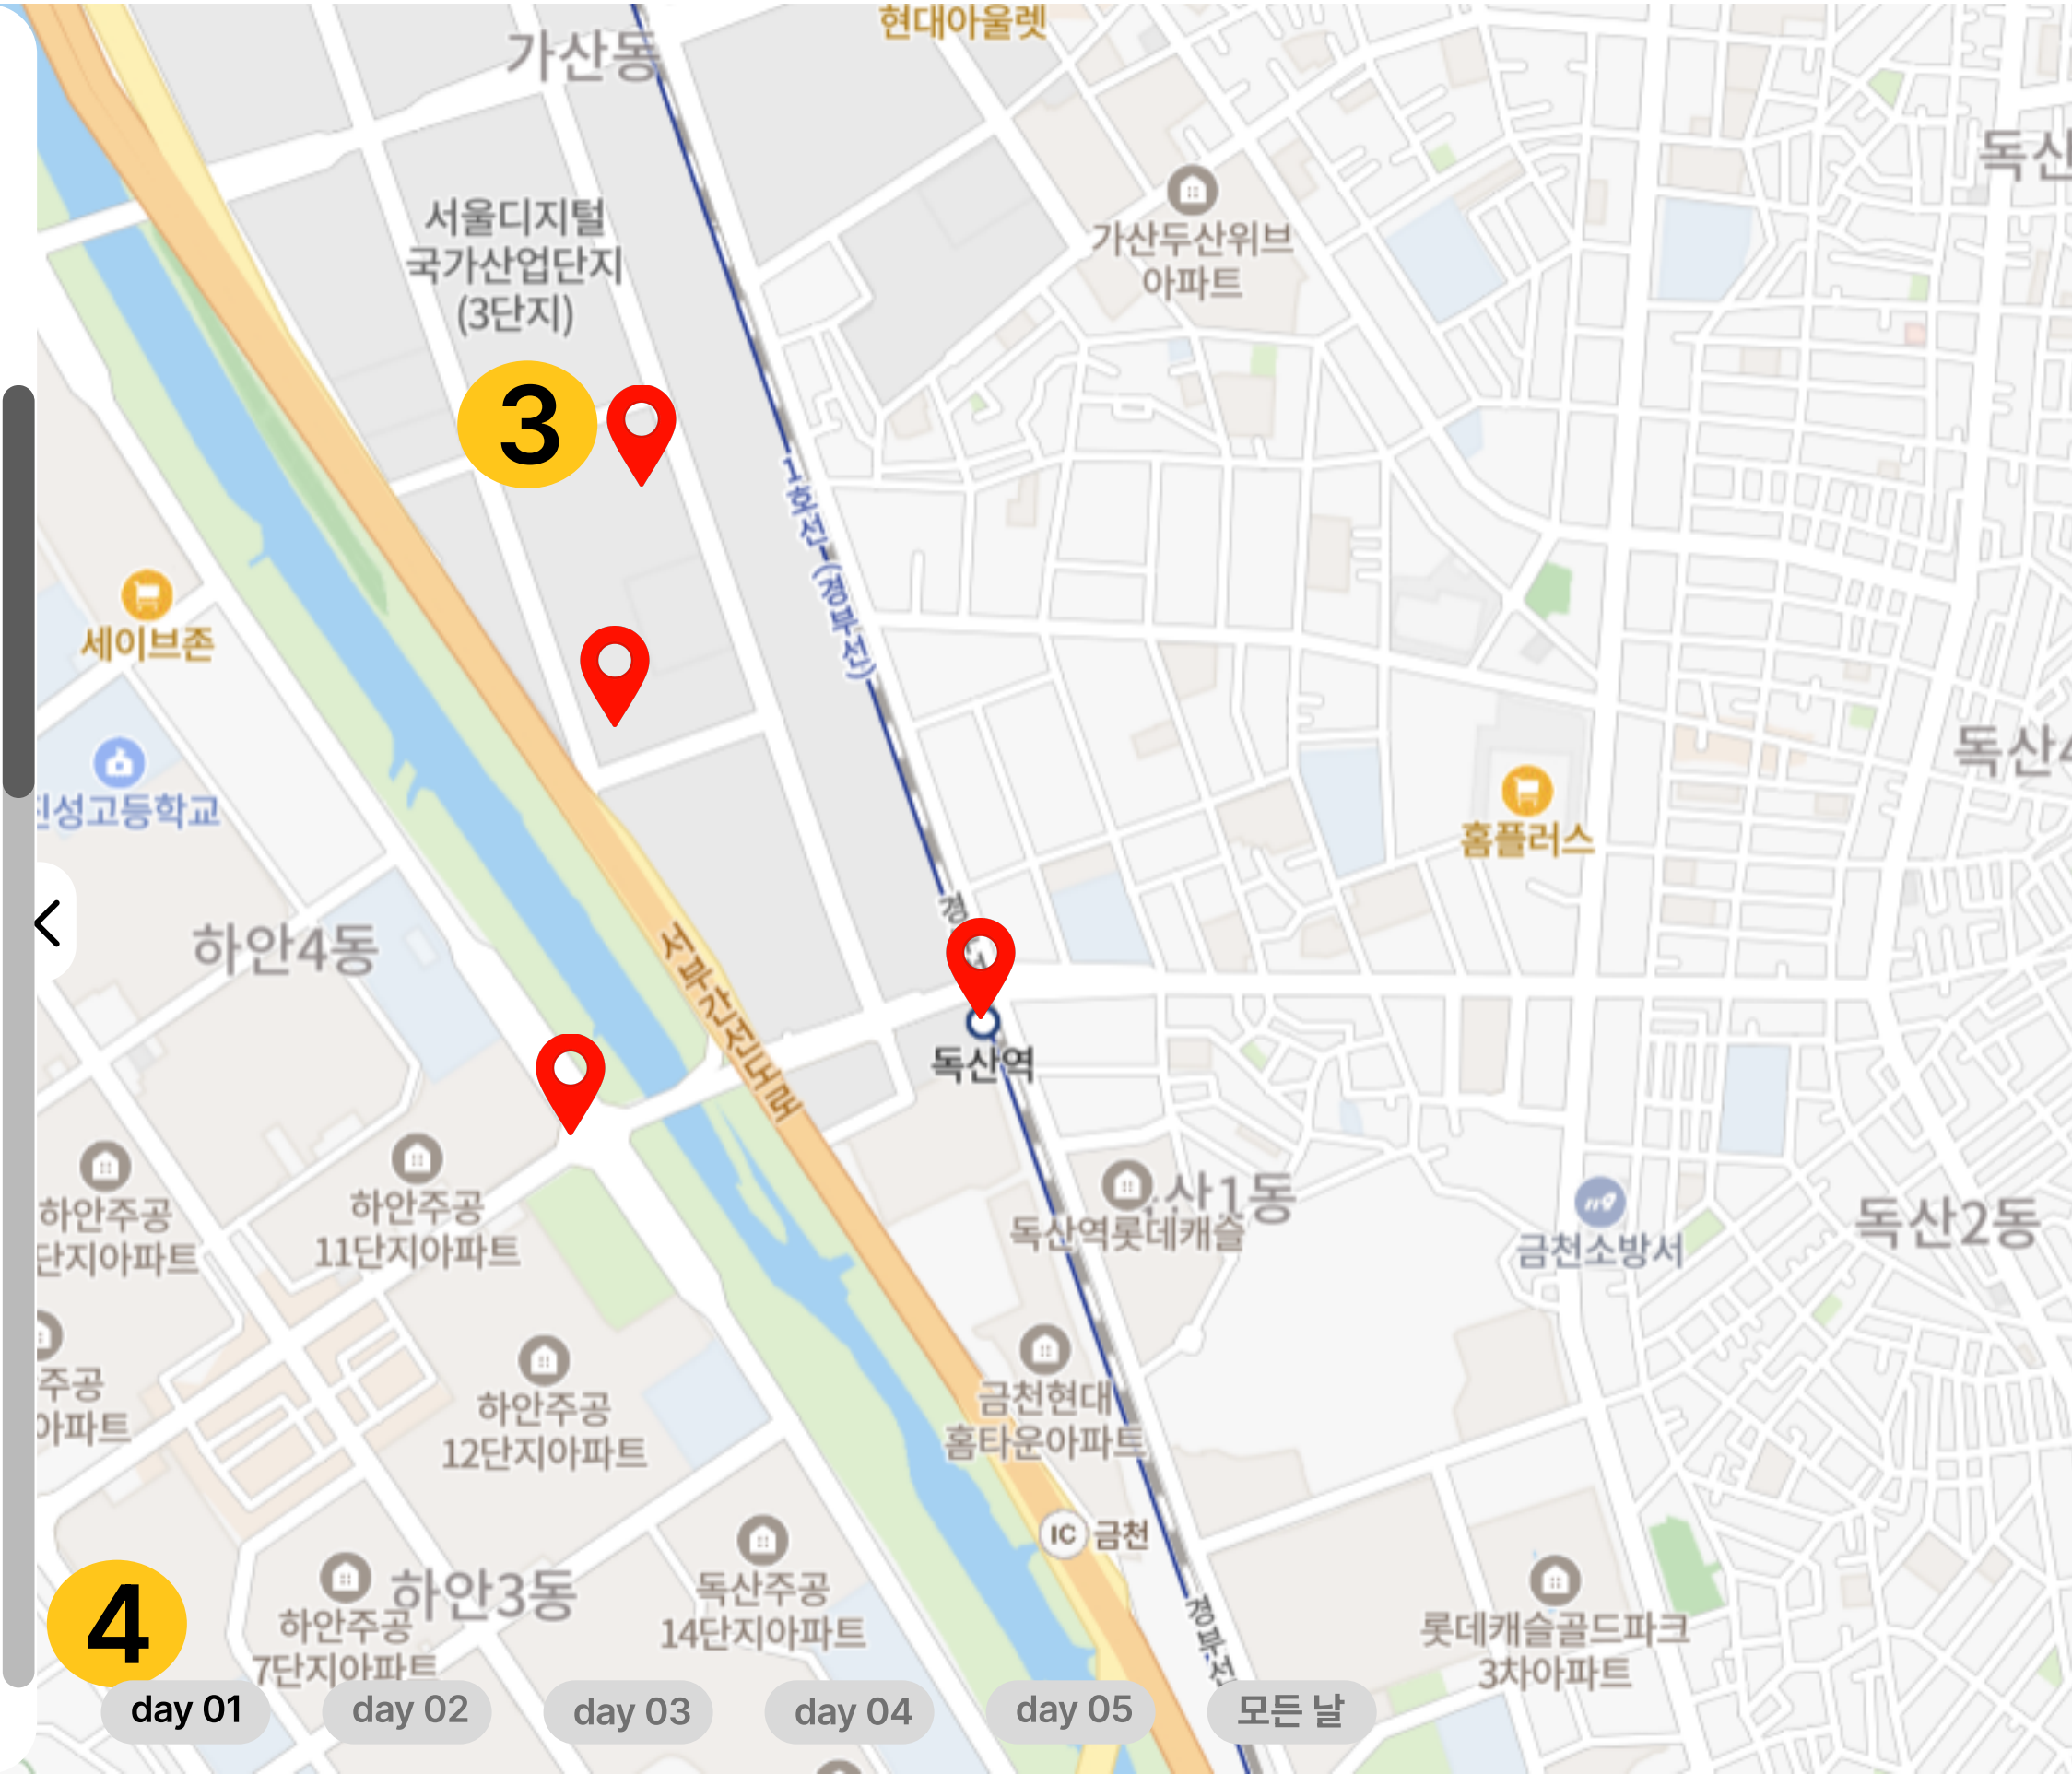 현대아울렛
가산동
독산
서울디지털
국가산업단지
(3단지)
가산두산위브
아파트
3
1호선(경부선)
세이브존
진성고등학교
독산4
홈플러스
하안4동
서부간선도로
독산역
하안주공
단지아파트
하안주공
11단지아파트
산1동
독산역롯데캐슬
금천소방서
독산2동
주공
아파트
하안주공
12단지아파트
금천현대
홈타운아파트
IC 금천
4
하안3동
하안주공
7단지아파트
독산주공
14단지아파트
경부선
롯데캐슬골드파크
3차아파트
day 01
day 02
day 03
day 04
day 05
모든 날